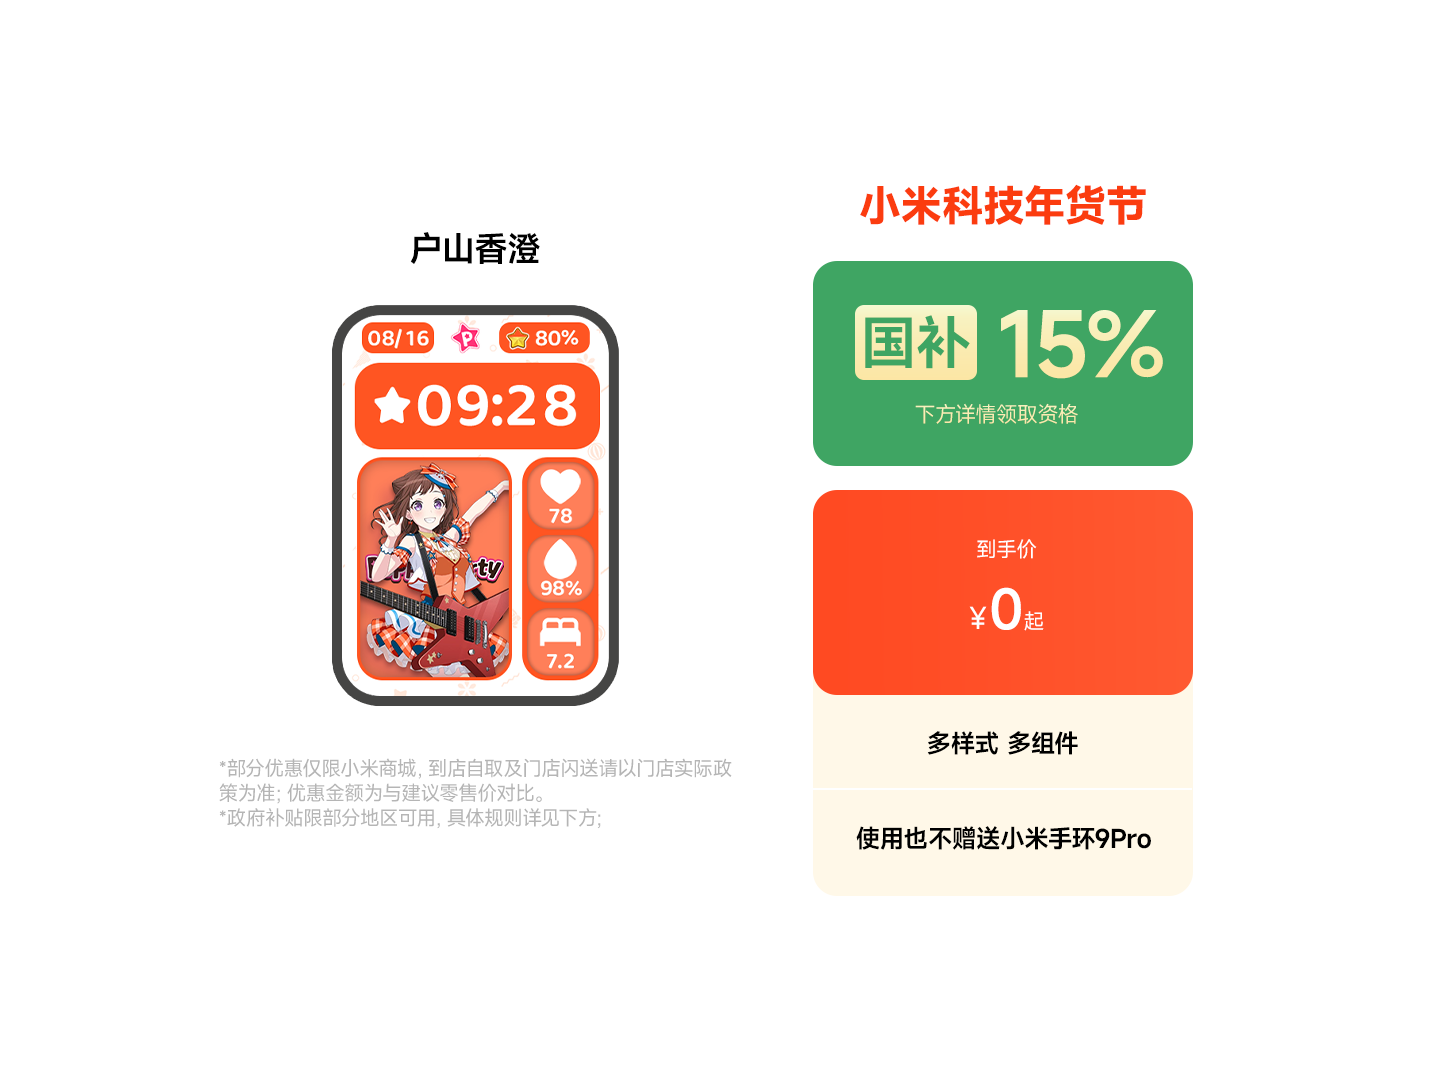 户山香澄
08/16
P
80%
09:28
78
98%
7.2
*部分优惠仅限小米商城, 到店自取及门店闪送请以门店实际政
策为准; 优惠金额为与建议零售价对比。
*政府补贴限部分地区可用, 具体规则详见下方;
小米科技年货节
国补 15%
下方详情领取资格
到手价
¥0起
多样式 多组件
使用也不赠送小米手环9Pro